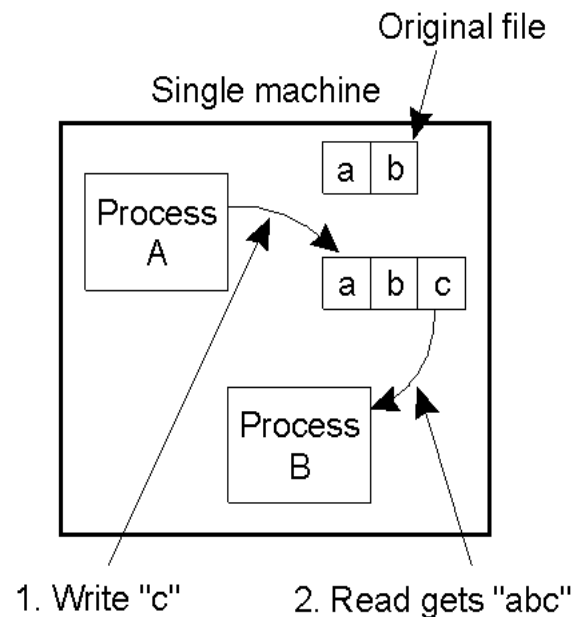 Original file
Single machine
a b
Process
A
a b c
Process
B
1. Write "c"
2. Read gets "abc"